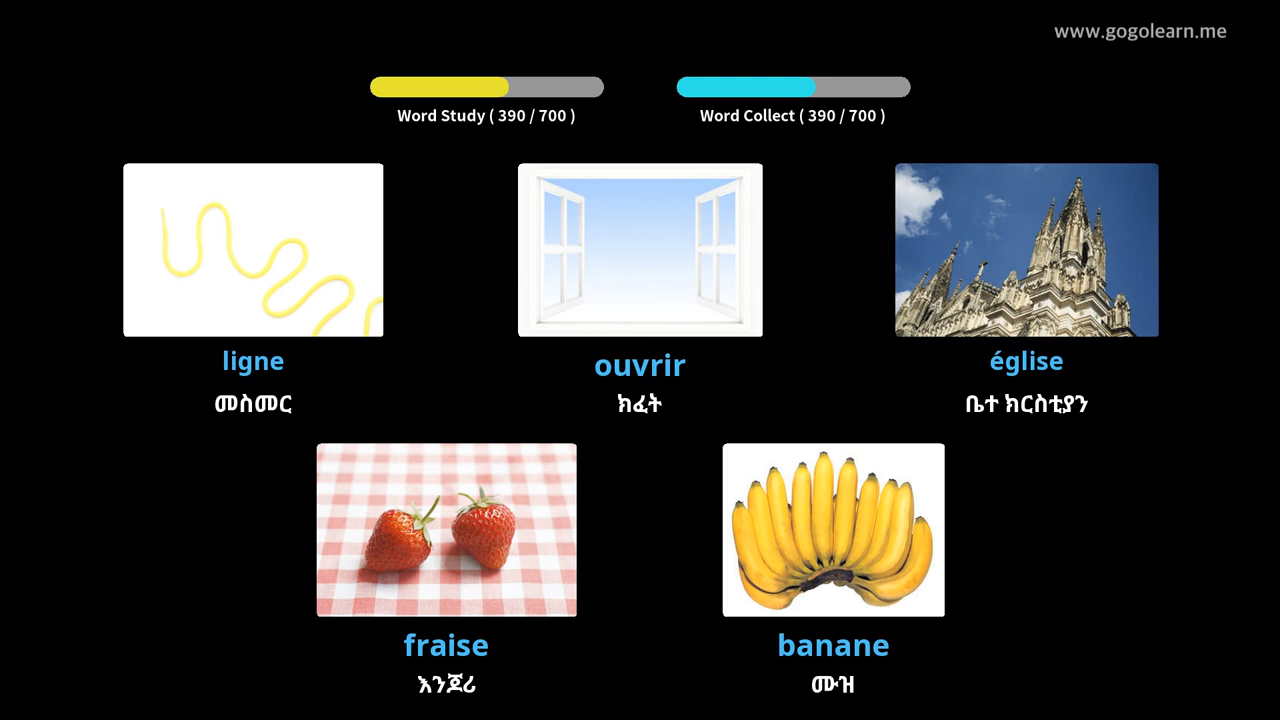 www.gogolearn.me
Word Study ( 390 / 700 )
Word Collect ( 390 / 700 )
ligne
መስመር
ouvrir
ክፈት
église
ቤተ ክርስቲያን
fraise
እንጆሪ
banane
ሙዝ